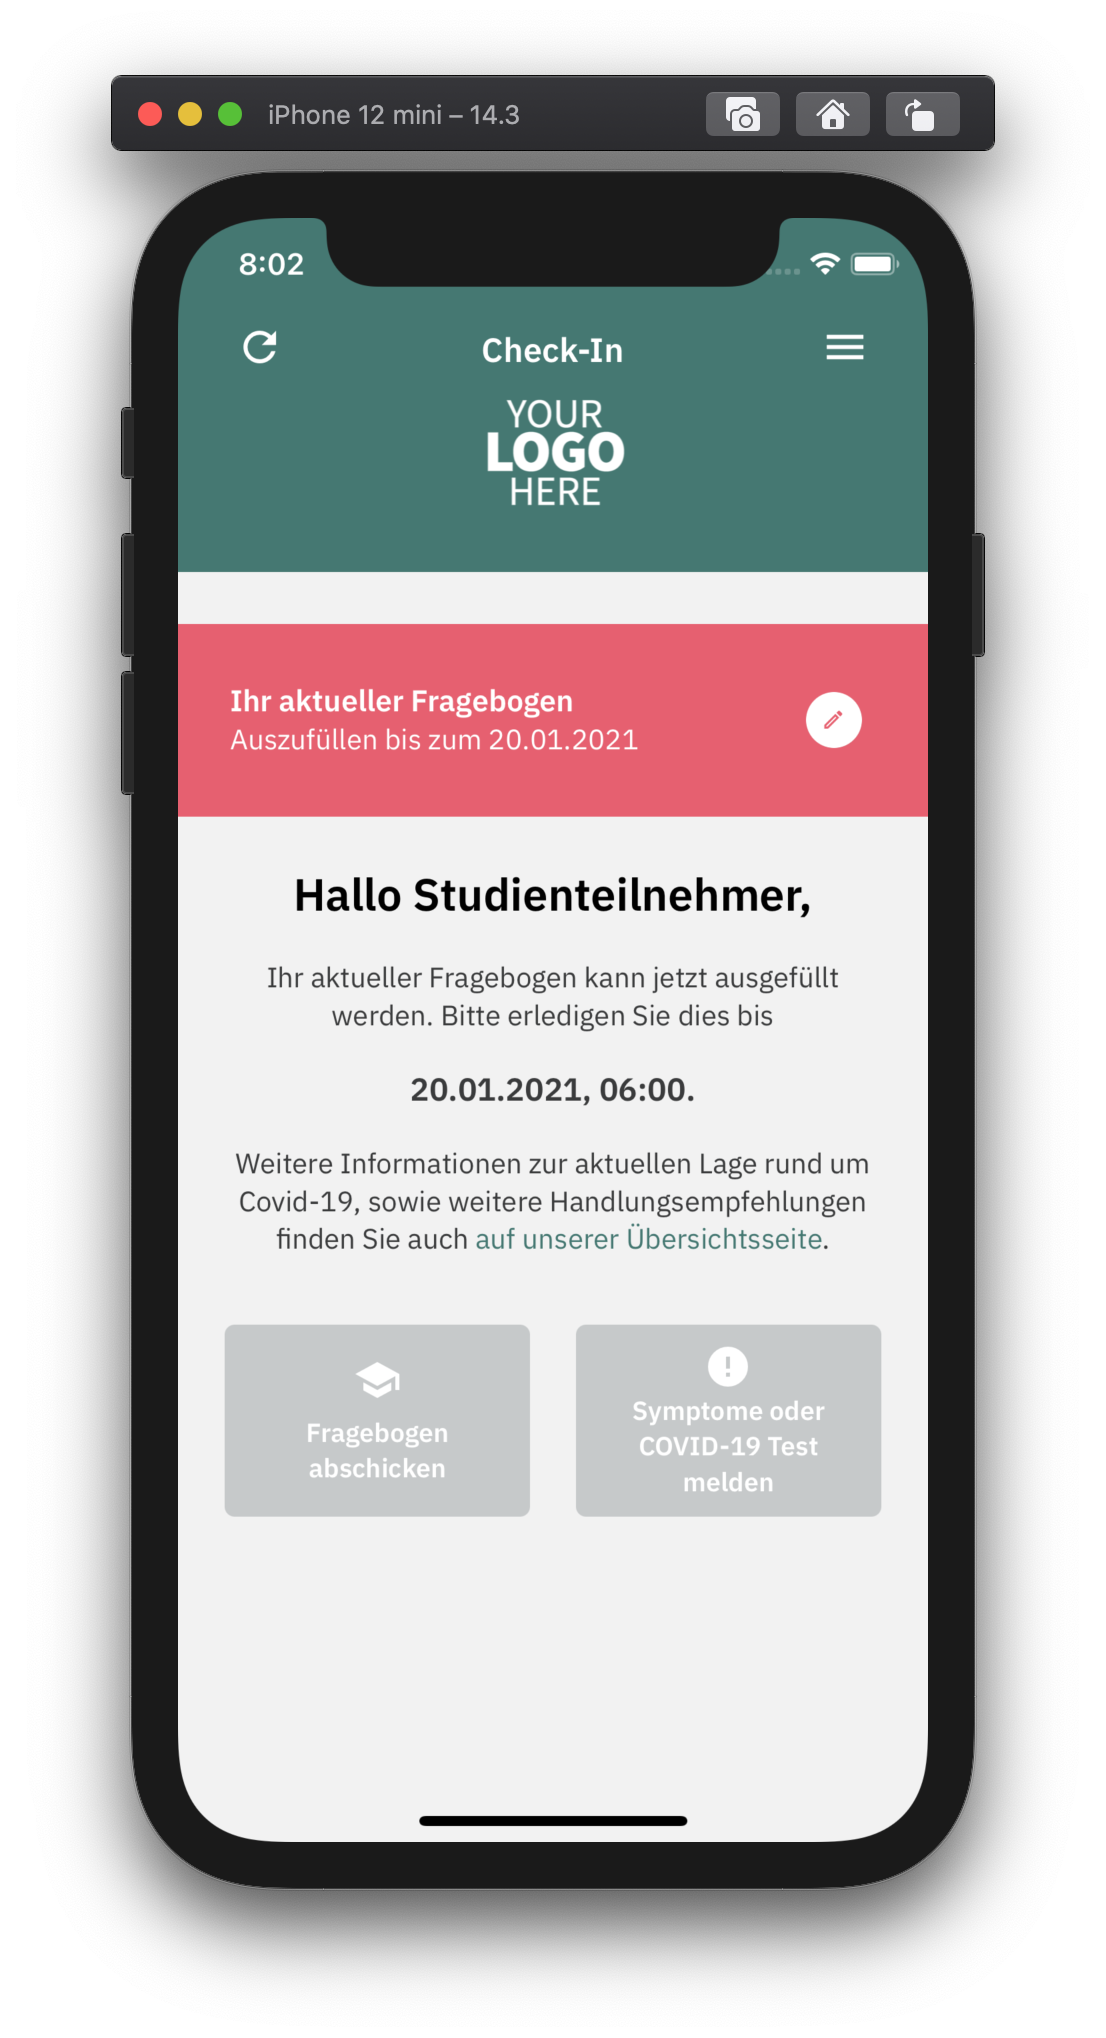 iPhone 12 mini – 14.3
8:02
Check-In
YOUR
LOGO
HERE
Ihr aktueller Fragebogen
Auszufüllen bis zum 20.01.2021
Hallo Studienteilnehmer,
Ihr aktueller Fragebogen kann jetzt ausgefüllt
werden. Bitte erledigen Sie dies bis
20.01.2021, 06:00.
Weitere Informationen zur aktuellen Lage rund um
Covid-19, sowie weitere Handlungsempfehlungen
finden Sie auch auf unserer Übersichtsseite.
Fragebogen
abschicken
Symptome oder
COVID-19 Test
melden